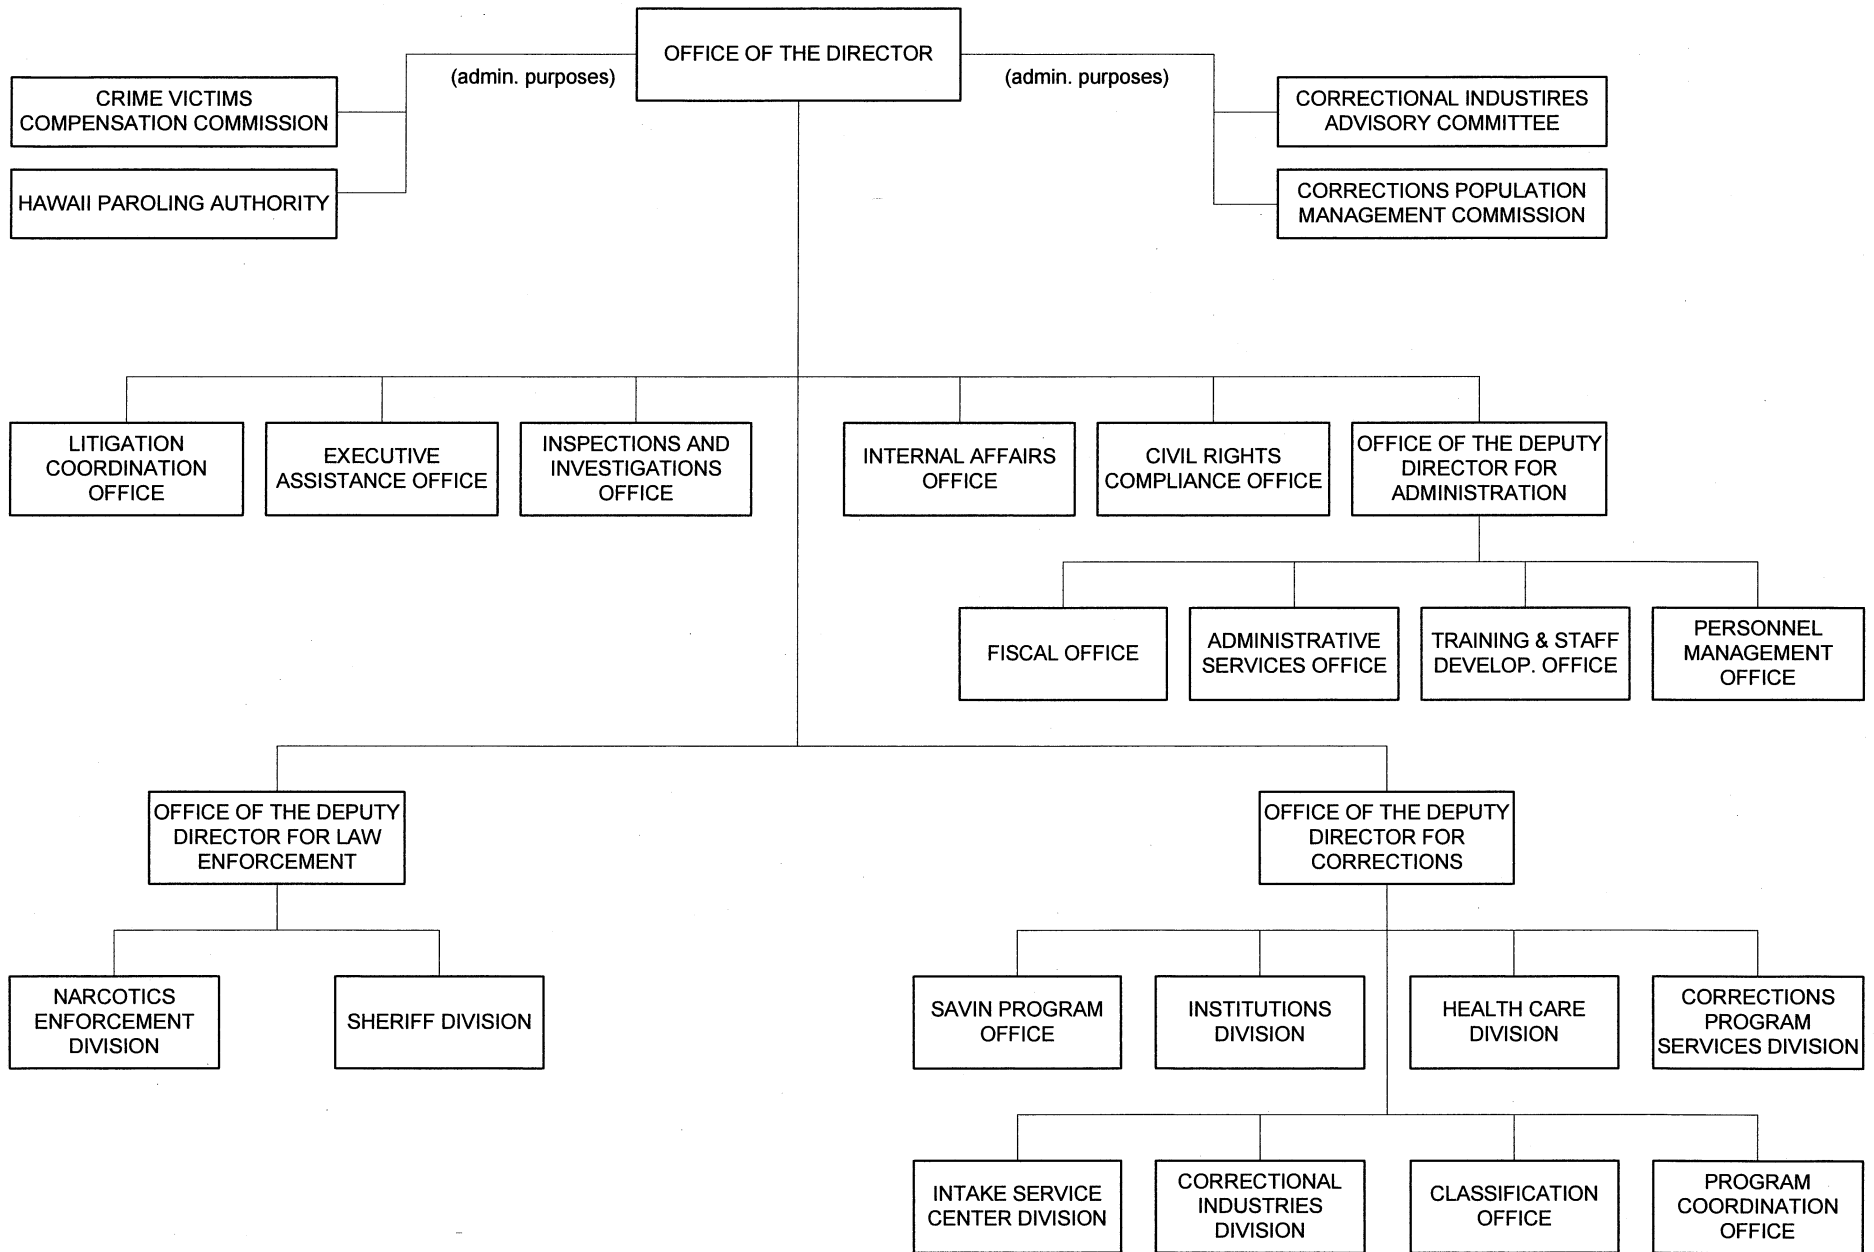 OFFICE OF THE DIRECTOR
(admin. purposes)
(admin. purposes)
CRIME VICTIMS
COMPENSATION COMMISSION
HAWAII PAROLING AUTHORITY
CORRECTIONAL INDUSTIRES
ADVISORY COMMITTEE
CORRECTIONS POPULATION
MANAGEMENT COMMISSION
LITIGATION
COORDINATION
OFFICE
EXECUTIVE
ASSISTANCE OFFICE
INSPECTIONS AND
INVESTIGATIONS
OFFICE
INTERNAL AFFAIRS
OFFICE
CIVIL RIGHTS
COMPLIANCE OFFICE
OFFICE OF THE DEPUTY
DIRECTOR FOR
ADMINISTRATION
FISCAL OFFICE
ADMINISTRATIVE
SERVICES OFFICE
TRAINING & STAFF
DEVELOP. OFFICE
PERSONNEL
MANAGEMENT
OFFICE
OFFICE OF THE DEPUTY
DIRECTOR FOR LAW
ENFORCEMENT
OFFICE OF THE DEPUTY
DIRECTOR FOR
CORRECTIONS
NARCOTICS
ENFORCEMENT
DIVISION
SHERIFF DIVISION
SAVIN PROGRAM
OFFICE
INSTITUTIONS
DIVISION
HEALTH CARE
DIVISION
CORRECTIONS
PROGRAM
SERVICES DIVISION
INTAKE SERVICE
CENTER DIVISION
CORRECTIONAL
INDUSTRIES
DIVISION
CLASSIFICATION
OFFICE
PROGRAM
COORDINATION
OFFICE